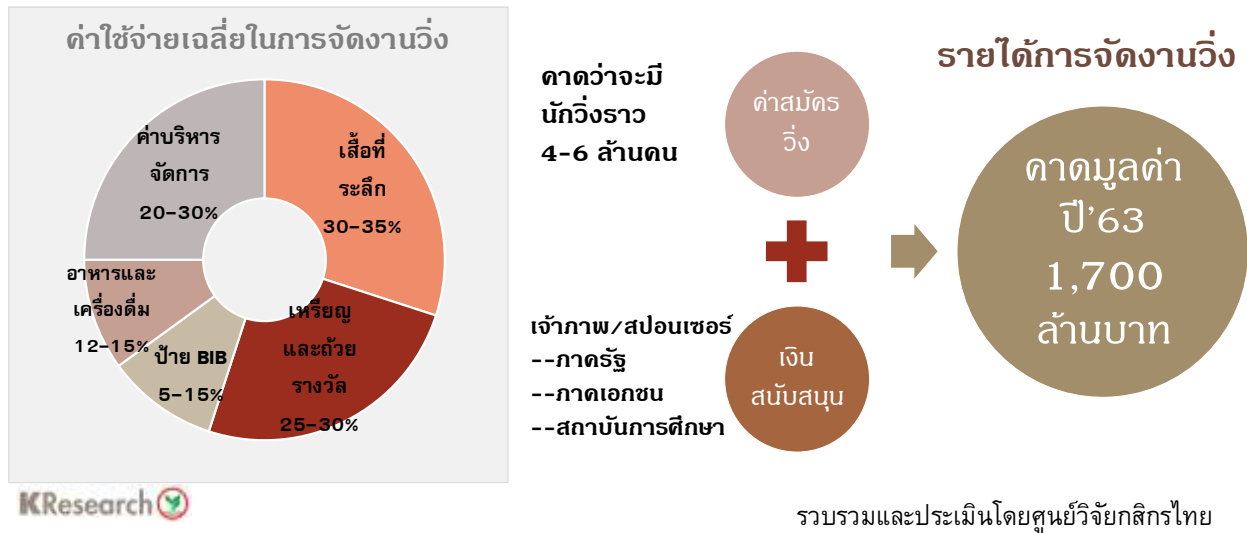 ค่าใช้จ่ายเฉลี่ยในการจัดงานวิ่ง
ค่าบริหาร
จัดการ
20-30%
เสื้อที่
ระลึก
30-35%
อาหารและ
เครื่องดื่ม
12-15%
ป้าย BIB
5-15%
เหรียญ
และถ้วย
รางวัล
25-30%
คาดว่าจะมี
นักวิ่งราว
4-6 ล้านคน
ค่าสมัคร
วิ่ง
เจ้าภาพ/สปอนเซอร์
--ภาครัฐ
--ภาคเอกชน
--สถาบันการศึกษา
เงิน
สนับสนุน
รายได้การจัดงานวิ่ง
คาดมูลค่า
ปี'63
1,700
ล้านบาท
KResearch
รวบรวมและประเมินโดยศูนย์วิจัยกสิกรไทย